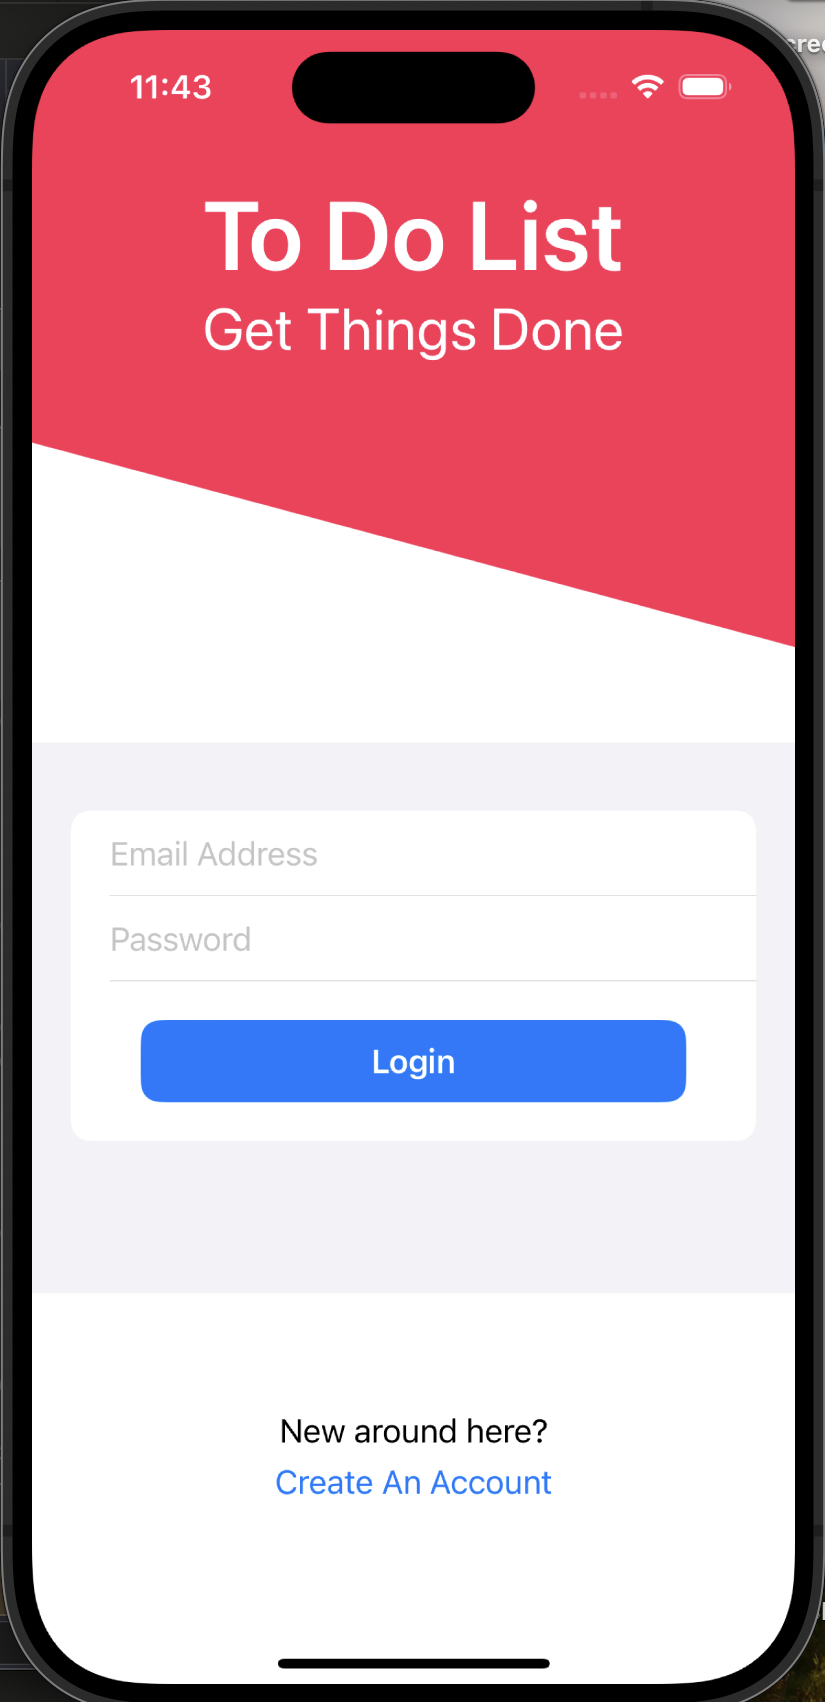 11:43
To Do List
Get Things Done
Email Address
Password
Login
New around here?
Create An Account